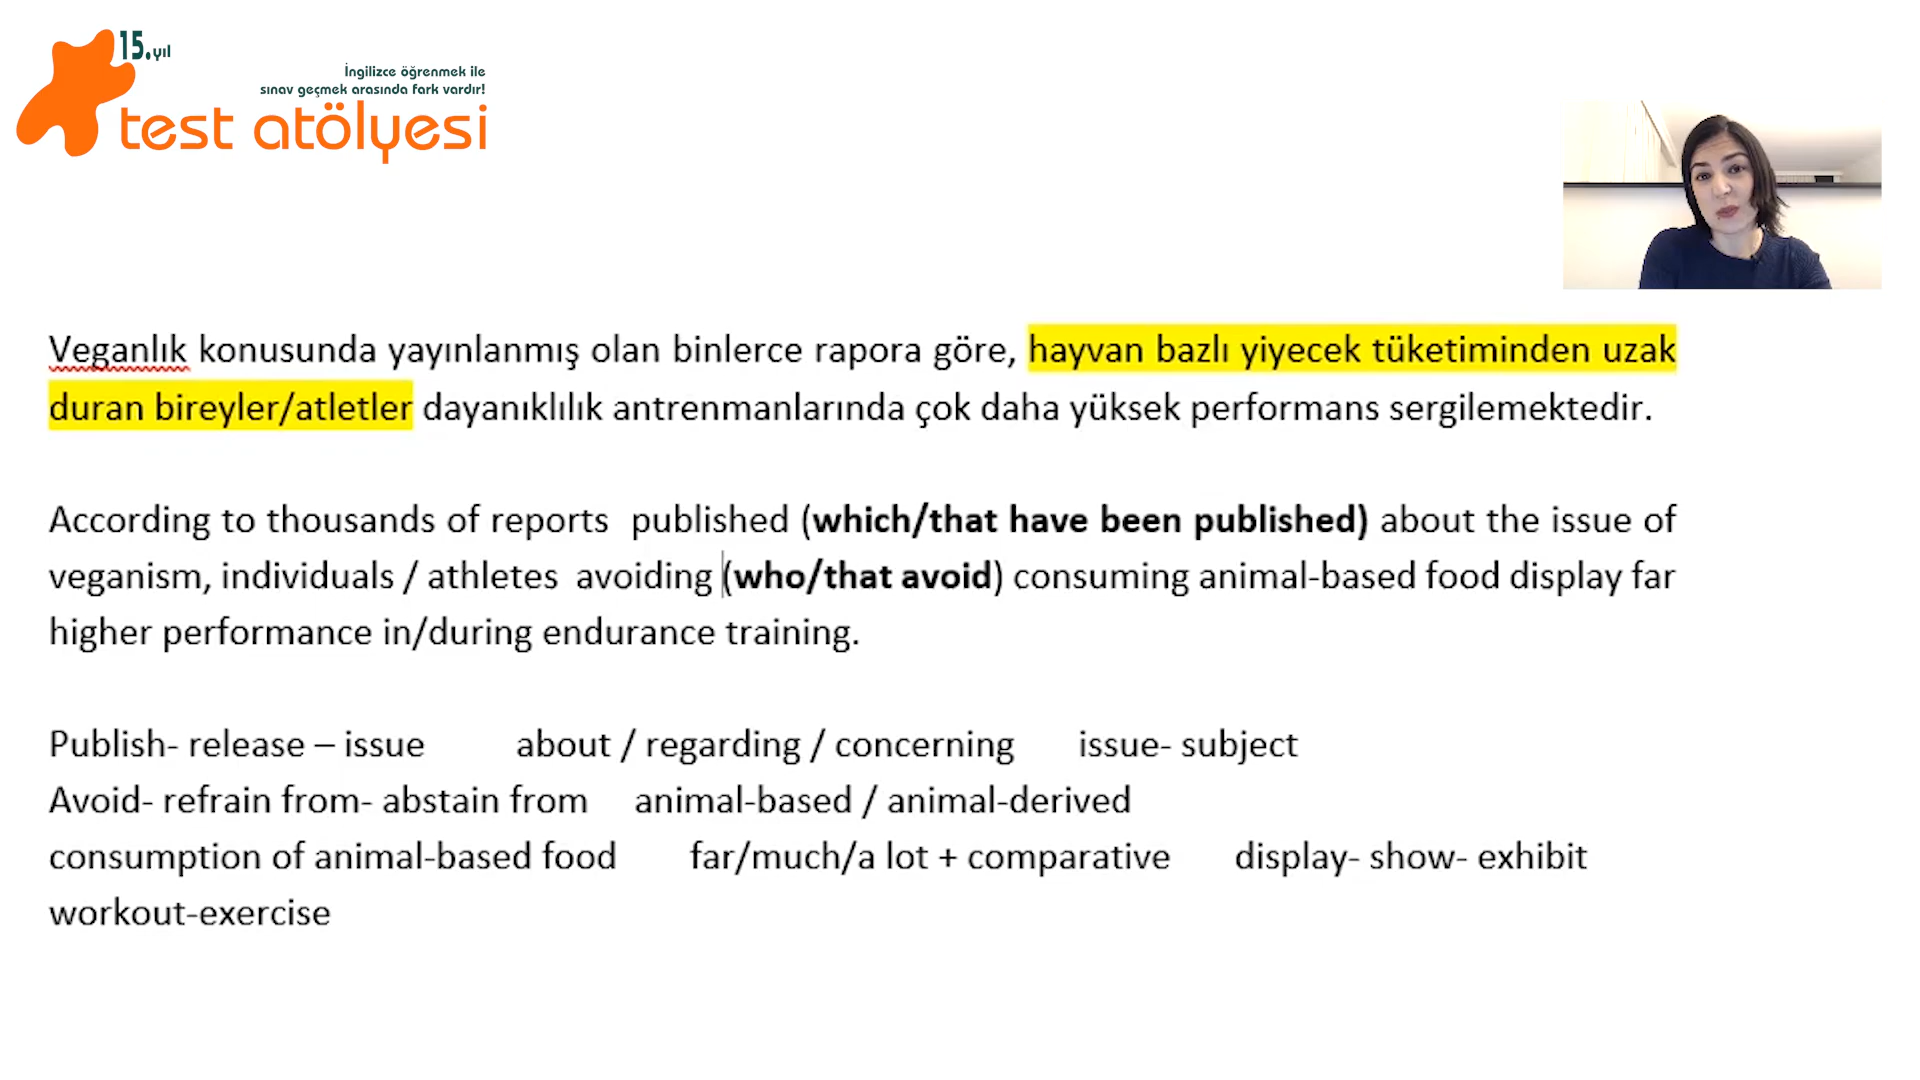 15.yıl
İngilizce öğrenmek ile
sınav geçmek arasında fark vardır!
test atölyesi
Veganlık konusunda yayınlanmış olan binlerce rapora göre, hayvan bazlı yiyecek tüketiminden uzak
duran bireyler/atletler dayanıklılık antrenmanlarında çok daha yüksek performans sergilemektedir.
According to thousands of reports published (which/that have been published) about the issue of
veganism, individuals / athletes avoiding (who/that avoid) consuming animal-based food display far
higher performance in/during endurance training.
Publish- release – issue about / regarding / concerning issue- subject
Avoid- refrain from- abstain from animal-based / animal-derived
consumption of animal-based food far/much/a lot + comparative display- show- exhibit
workout-exercise